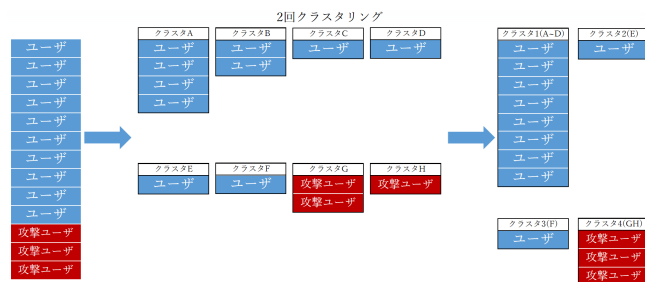 2回クラスタリング
ユーザ
ユーザ
ユーザ
ユーザ
ユーザ
ユーザ
ユーザ
ユーザ
ユーザ
ユーザ
攻撃ユーザ
攻撃ユーザ
攻撃ユーザ
クラスタA
ユーザ
ユーザ
ユーザ
ユーザ
クラスタB
ユーザ
ユーザ
クラスタC
ユーザ
クラスタD
ユーザ
クラスタE
ユーザ
クラスタF
ユーザ
クラスタG
攻撃ユーザ
攻撃ユーザ
クラスタH
攻撃ユーザ
クラスタ1(A~D)
ユーザ
ユーザ
ユーザ
ユーザ
ユーザ
ユーザ
ユーザ
ユーザ
クラスタ2(E)
ユーザ
クラスタ3(F)
ユーザ
クラスタ4(GH)
攻撃ユーザ
攻撃ユーザ
攻撃ユーザ